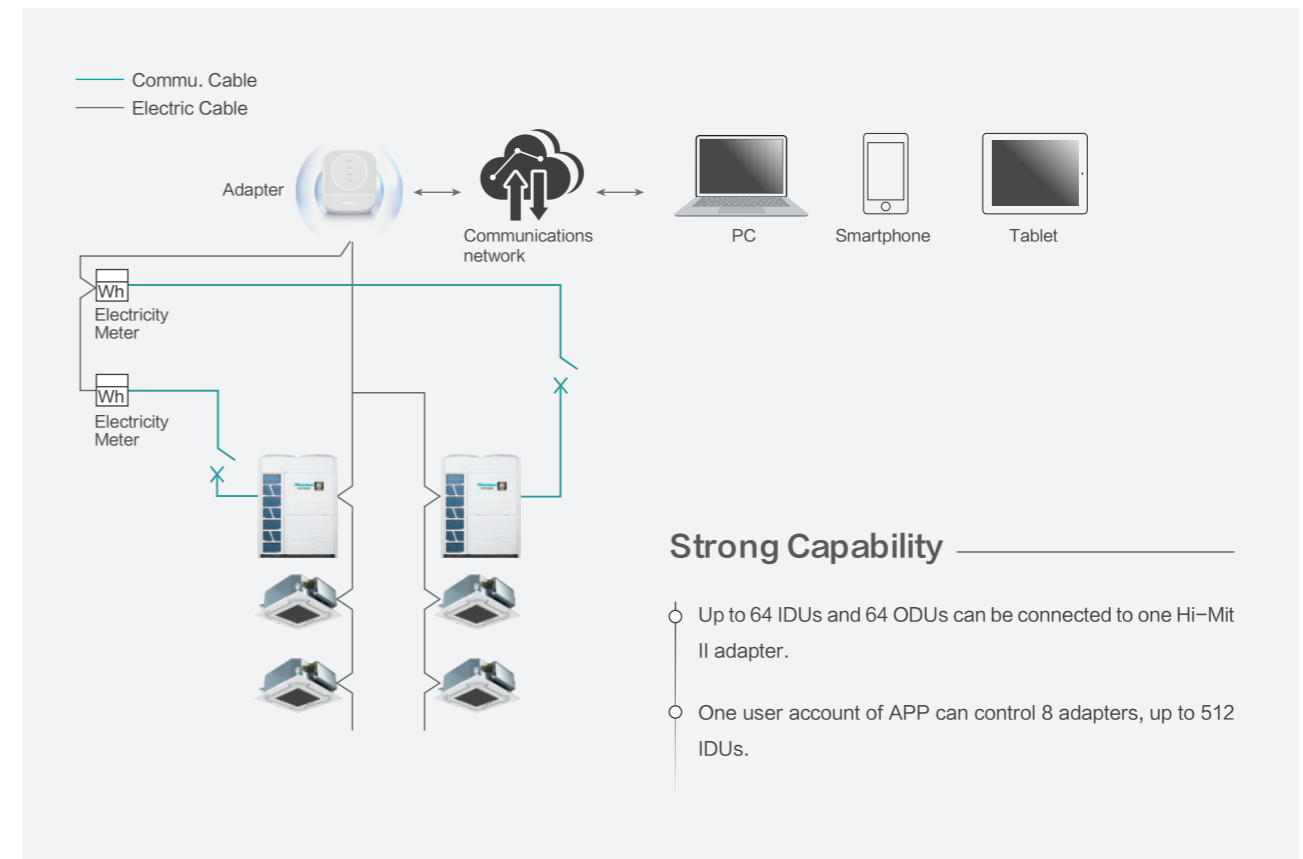 Commu. Cable
Electric Cable
Adapter
Communications
network
PC
Smartphone
Tablet
Wh
Electricity
Meter
Wh
Electricity
Meter
Strong Capability
Up to 64 IDUs and 64 ODUs can be connected to one Hi-Mit
II adapter.
One user account of APP can control 8 adapters, up to 512
IDUs.